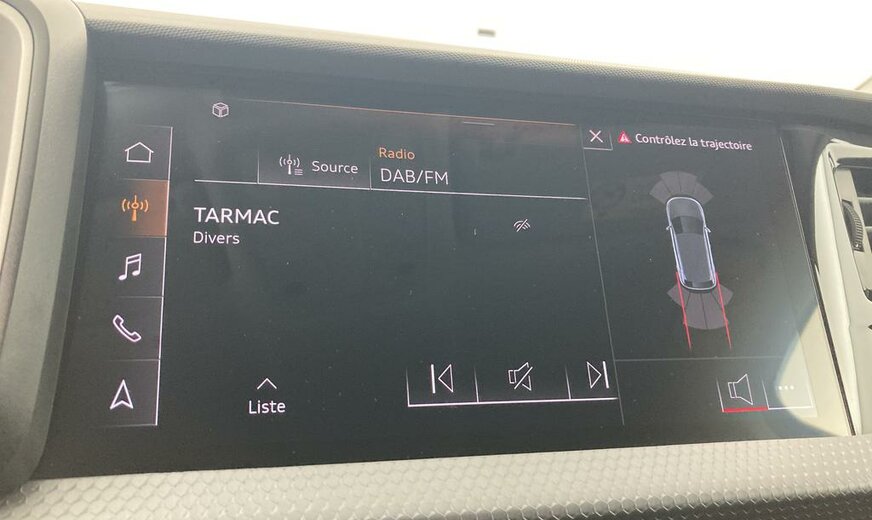 Source
Radio
DAB/FM
Contrôlez la trajectoire
TARMAC
Divers
Liste